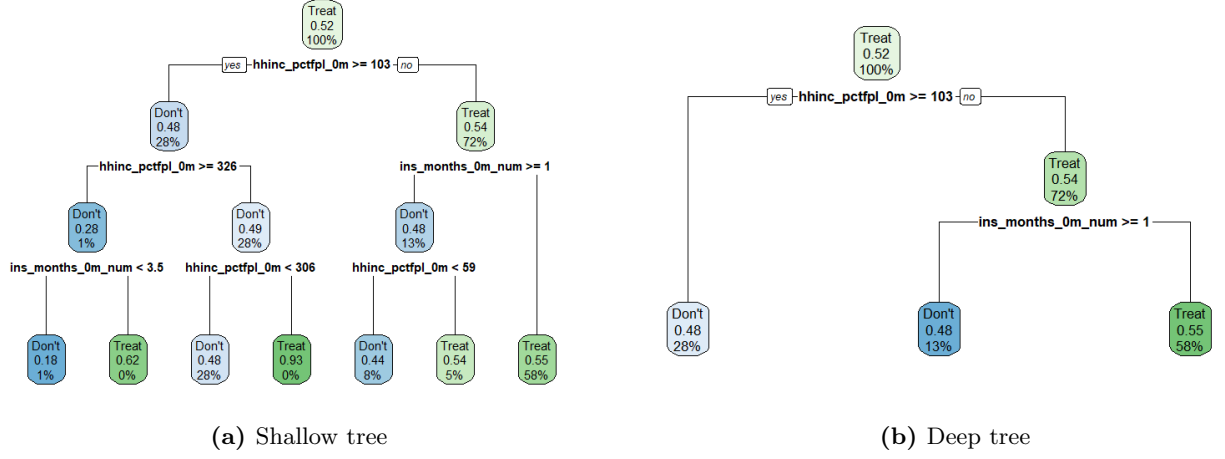 Treat
0.52
100%
yes hhinc_pctfpl_0m >= 103 no
Don't
0.48
28%
Treat
0.54
72%
hhinc_pctfpl_0m >= 326
ins_months_0m_num >= 1
Don't
0.28
1%
Don't
0.49
28%
Don't
0.48
13%
ins_months_0m_num < 3.5
hhinc_pctfpl_0m < 306
hhinc_pctfpl_0m < 59
Don't
0.18
1%
Treat
0.62
0%
Don't
0.48
28%
Treat
0.93
0%
Don't
0.44
8%
Treat
0.54
5%
Treat
0.55
58%
(a) Shallow tree
Treat
0.52
100%
yes hhinc_pctfpl_0m >= 103 no
Treat
0.54
72%
ins_months_0m_num >= 1
Don't
0.48
28%
Don't
0.48
13%
Treat
0.55
58%
(b) Deep tree